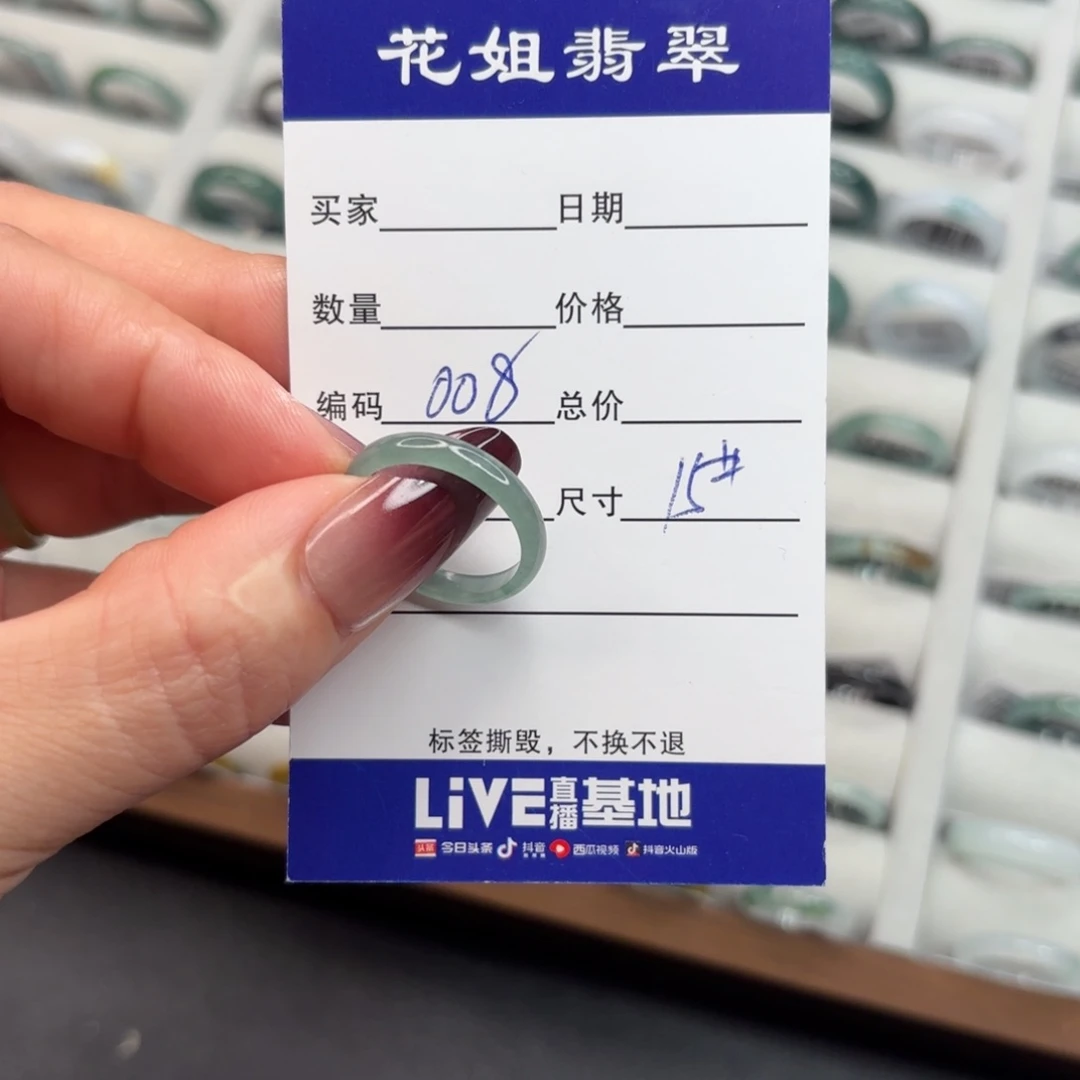 花姐翡翠
买家 日期
数量 价格
编码 008 总价
尺寸 15#
标签撕毁，不换不退
LiVE直播基地
头条 今日头条 抖音 西瓜视频 抖音火山版